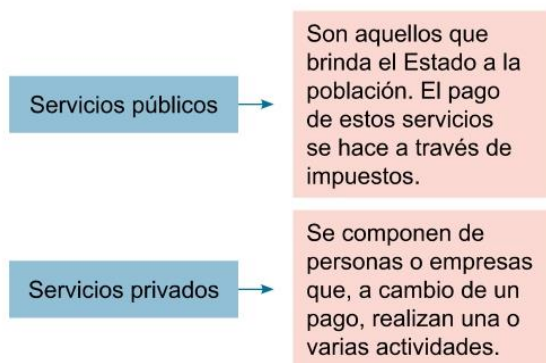 Servicios públicos
Son aquellos que
brinda el Estado a la
población. El pago
de estos servicios
se hace a través de
impuestos.
Servicios privados
Se componen de
personas o empresas
que, a cambio de un
pago, realizan una o
varias actividades.